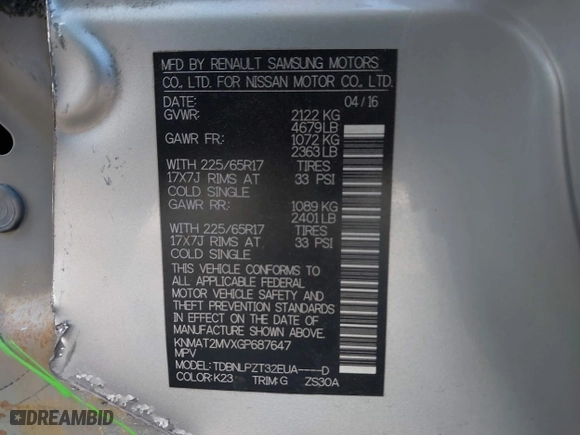 MFD BY RENAULT SAMSUNG MOTORS
CO., LTD. FOR NISSAN MOTOR CO., LTD.
DATE: 04/16
GVWR: 2122 KG
4679 LB
GAWR FR: 1072 KG
2363 LB
WITH 225/65R17 TIRES
17X7J RIMS AT 33 PSI
COLD SINGLE
GAWR RR: 1089 KG
2401 LB
WITH 225/65R17 TIRES
17X7J RIMS AT 33 PSI
COLD SINGLE
THIS VEHICLE CONFORMS TO
ALL APPLICABLE FEDERAL
MOTOR VEHICLE SAFETY AND
THEFT PREVENTION STANDARDS
IN EFFECT ON THE DATE OF
MANUFACTURE SHOWN ABOVE.
KNMAT2MVXGP687647
MPV
MODEL: TDBNLPZT32EUA----D
COLOR: K23 TRIM: G ZS30A
DREAMBID.COM
DREAMBID.COM